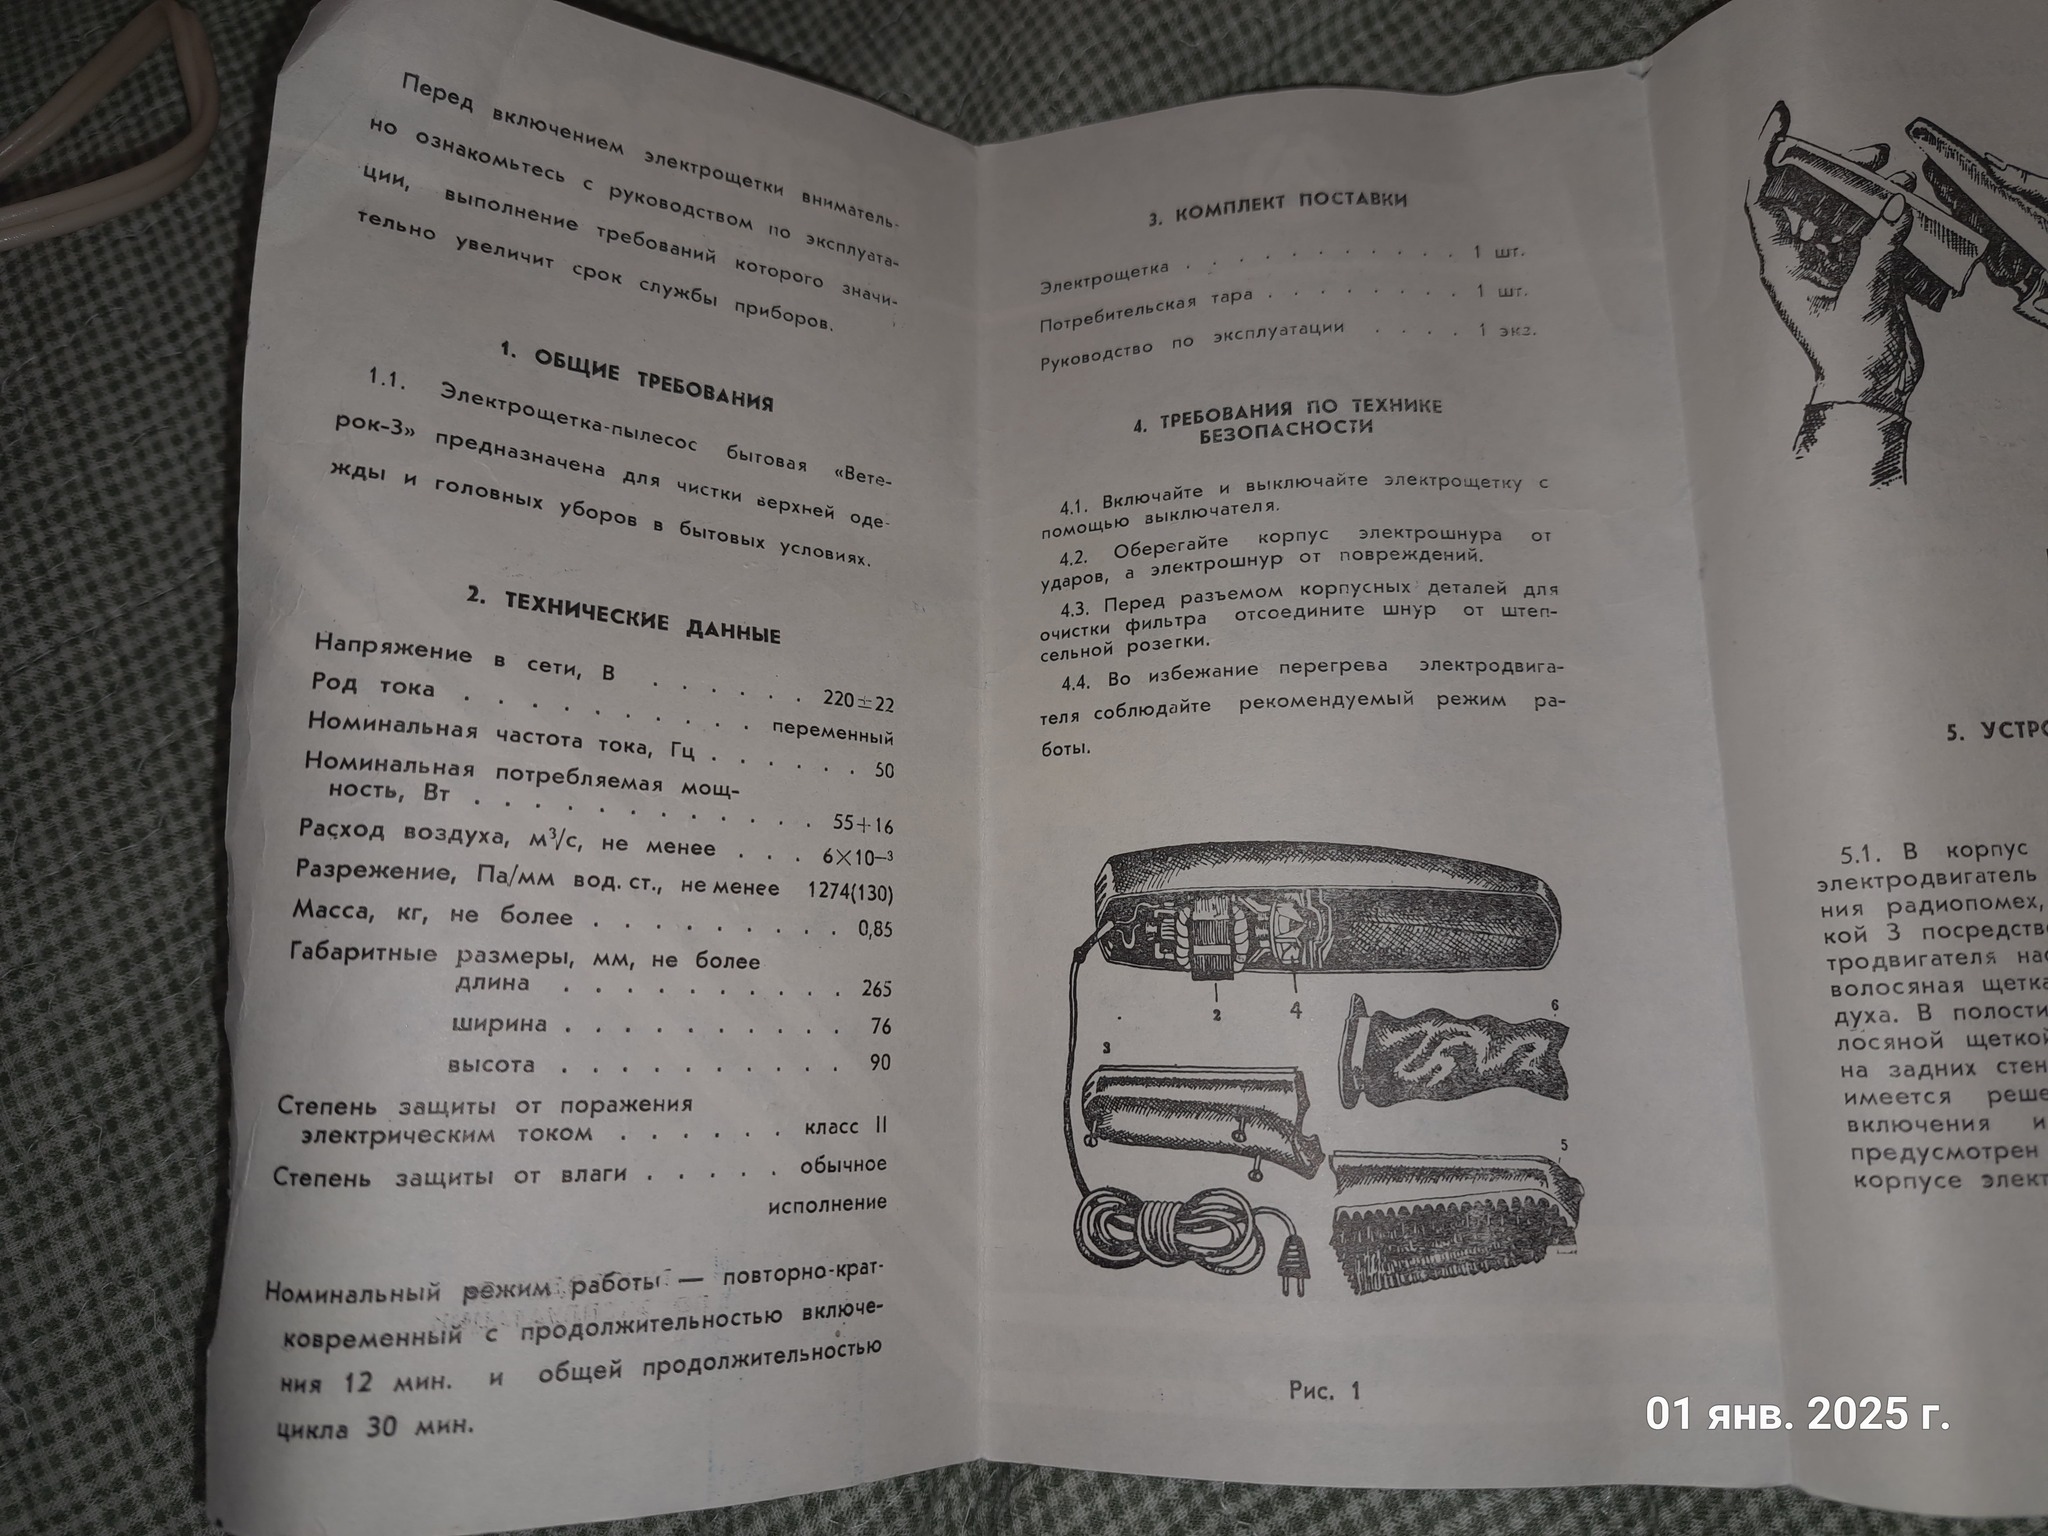 Перед включением электрощетки вниматель-
но ознакомьтесь с руководством по эксплуата-
ции, выполнение требований которого значи-
тельно увеличит срок службы приборов.
1. ОБЩИЕ ТРЕБОВАНИЯ
1.1. Электрощетка-пылесос бытовая «Вете-
рок-3» предназначена для чистки верхней оде-
жды и головных уборов в бытовых условиях.
2. ТЕХНИЧЕСКИЕ ДАННЫЕ
Напряжение в сети, В . . . . . . 220±22
Род тока . . . . . . . . . . переменный
Номинальная частота тока, Гц . . . . . . 50
Номинальная потребляемая мощ-
ность, Вт . . . . . . . . . . . . 55+16
Расход воздуха, м³/с, не менее . . . 6×10⁻³
Разрежение, Па/мм вод. ст., не менее 1274(130)
Масса, кг, не более . . . . . . . . . 0,85
Габаритные размеры, мм, не более
длина . . . . . . . . . . 265
ширина . . . . . . . . . . 76
высота . . . . . . . . . . 90
Степень защиты от поражения
электрическим током . . . . . . класс II
Степень защиты от влаги . . . . . обычное
исполнение
Номинальный режим работы — повторно-крат-
ковременный с продолжительностью включе-
ния 12 мин. и общей продолжительностью
цикла 30 мин.
3. КОМПЛЕКТ ПОСТАВКИ
Электрощетка . . . . . . . . . . . 1 шт.
Потребительская тара . . . . . . . . 1 шт.
Руководство по эксплуатации . . . . 1 экз.
4. ТРЕБОВАНИЯ ПО ТЕХНИКЕ
БЕЗОПАСНОСТИ
4.1. Включайте и выключайте электрощетку с
помощью выключателя.
4.2. Оберегайте корпус электрошнура от
ударов, а электрошнур от повреждений.
4.3. Перед разъемом корпусных деталей для
очистки фильтра отсоедините шнур от штеп-
сельной розетки.
4.4. Во избежание перегрева электродвига-
теля соблюдайте рекомендуемый режим ра-
боты.
2
4
3
6
5
Рис. 1
5. УСТРО
5.1. В корпус
электродвигатель
ния радиопомех,
кой 3 посредств
тродвигателя нас
волосяная щетка
духа. В полости
лосяной щеткой
на задних стен
имеется реше
включения и
предусмотрен
корпусе элект
01 янв. 2025 г.